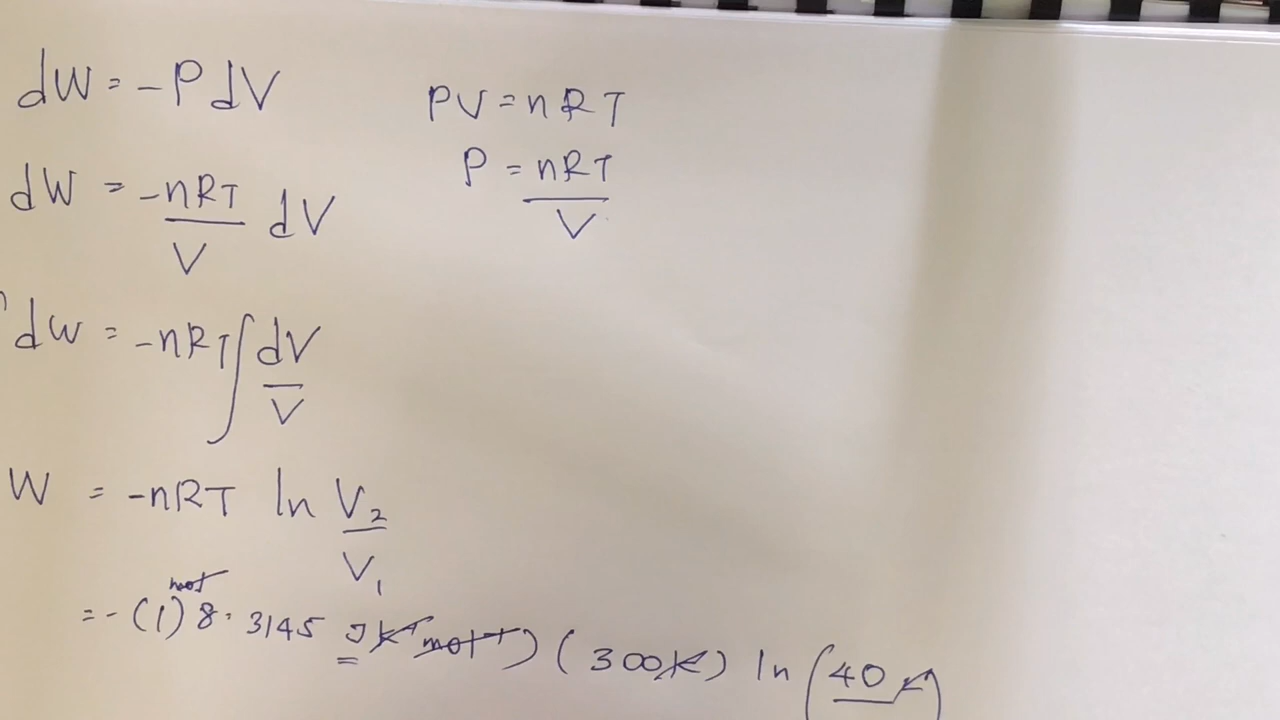 dW = -PdV
PV = nRT
P = nRT
V
dW = -nRT dV
V
dW = -nRT ∫ dV
V
W = -nRT ln V₂
V₁
mol
= -(1) 8.3145 J K⁻¹ mol⁻¹) (300K) ln (40